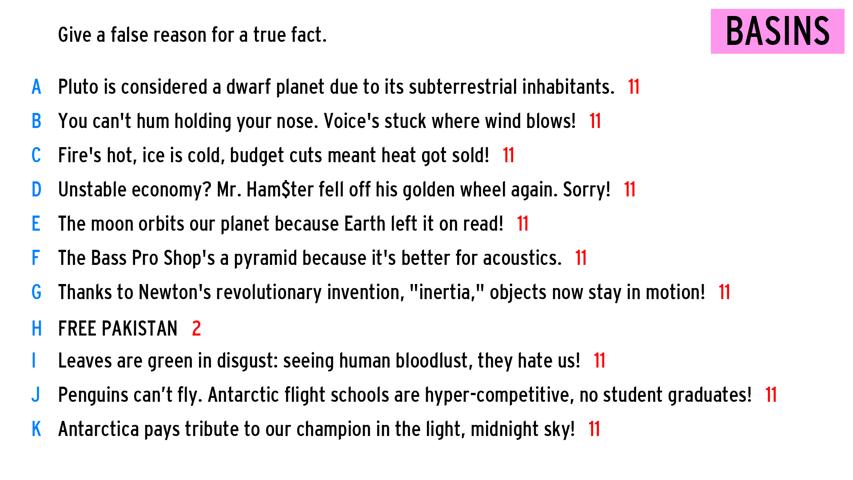 Give a false reason for a true fact.
BASINS
A Pluto is considered a dwarf planet due to its subterrestrial inhabitants. 11
B You can't hum holding your nose. Voice's stuck where wind blows! 11
C Fire's hot, ice is cold, budget cuts meant heat got sold! 11
D Unstable economy? Mr. Ham$ter fell off his golden wheel again. Sorry! 11
E The moon orbits our planet because Earth left it on read! 11
F The Bass Pro Shop's a pyramid because it's better for acoustics. 11
G Thanks to Newton's revolutionary invention, "inertia," objects now stay in motion! 11
H FREE PAKISTAN 2
I Leaves are green in disgust: seeing human bloodlust, they hate us! 11
J Penguins can’t fly. Antarctic flight schools are hyper-competitive, no student graduates! 11
K Antarctica pays tribute to our champion in the light, midnight sky! 11